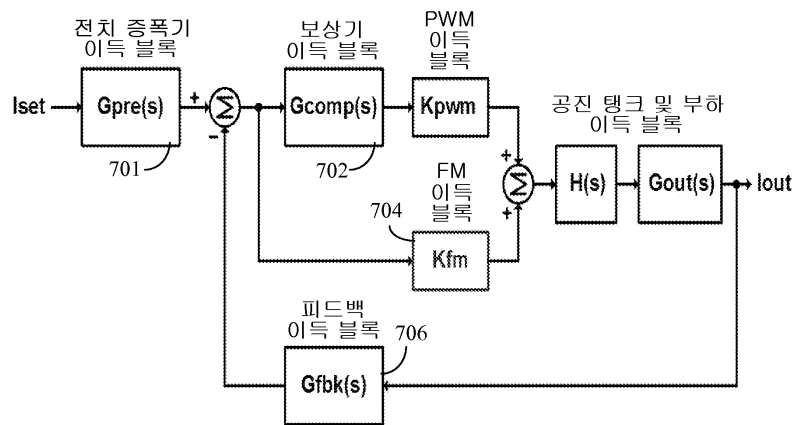 전치 증폭기
이득 블록
Iset
Gpre(s)
701
+
Σ
-
보상기
이득 블록
Gcomp(s)
702
PWM
이득
블록
Kpwm
FM
이득
블록
704
Kfm
+
Σ
+
공진 탱크 및 부하
이득 블록
H(s)
Gout(s)
Iout
피드백
이득 블록
706
Gfbk(s)